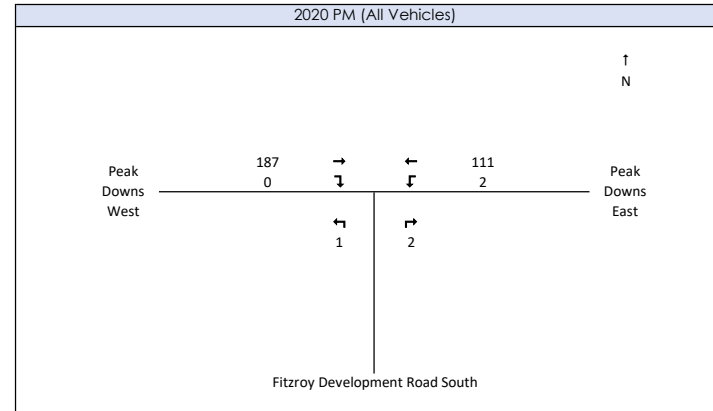 2020 PM (All Vehicles)
↑
N
187 → ← 111
0 ↴ 2
Peak
Downs
West
Peak
Downs
East
1 2
Fitzroy Development Road South